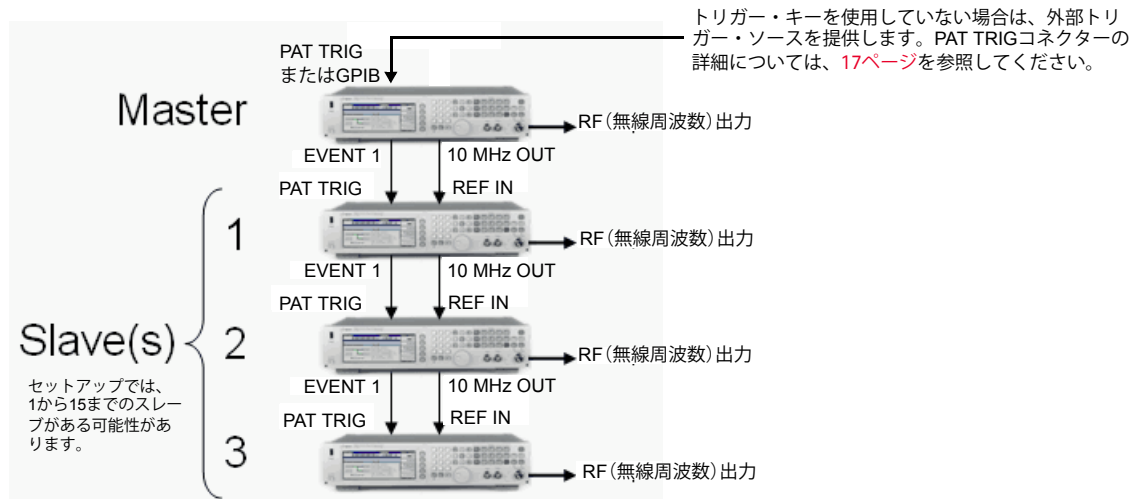 トリガー・キーを使用していない場合は、外部トリ
ガー・ソースを提供します。PAT TRIGコネクターの
詳細については、17ページを参照してください。
PAT TRIG
またはGPIB
Master
RF(無線周波数)出力
EVENT 1
10 MHz OUT
PAT TRIG
REF IN
1
RF(無線周波数)出力
EVENT 1
10 MHz OUT
PAT TRIG
REF IN
Slave(s)
2
RF(無線周波数)出力
セットアップでは、
1から15までのスレー
ブがある可能性があ
ります。
EVENT 1
10 MHz OUT
PAT TRIG
REF IN
3
RF(無線周波数)出力